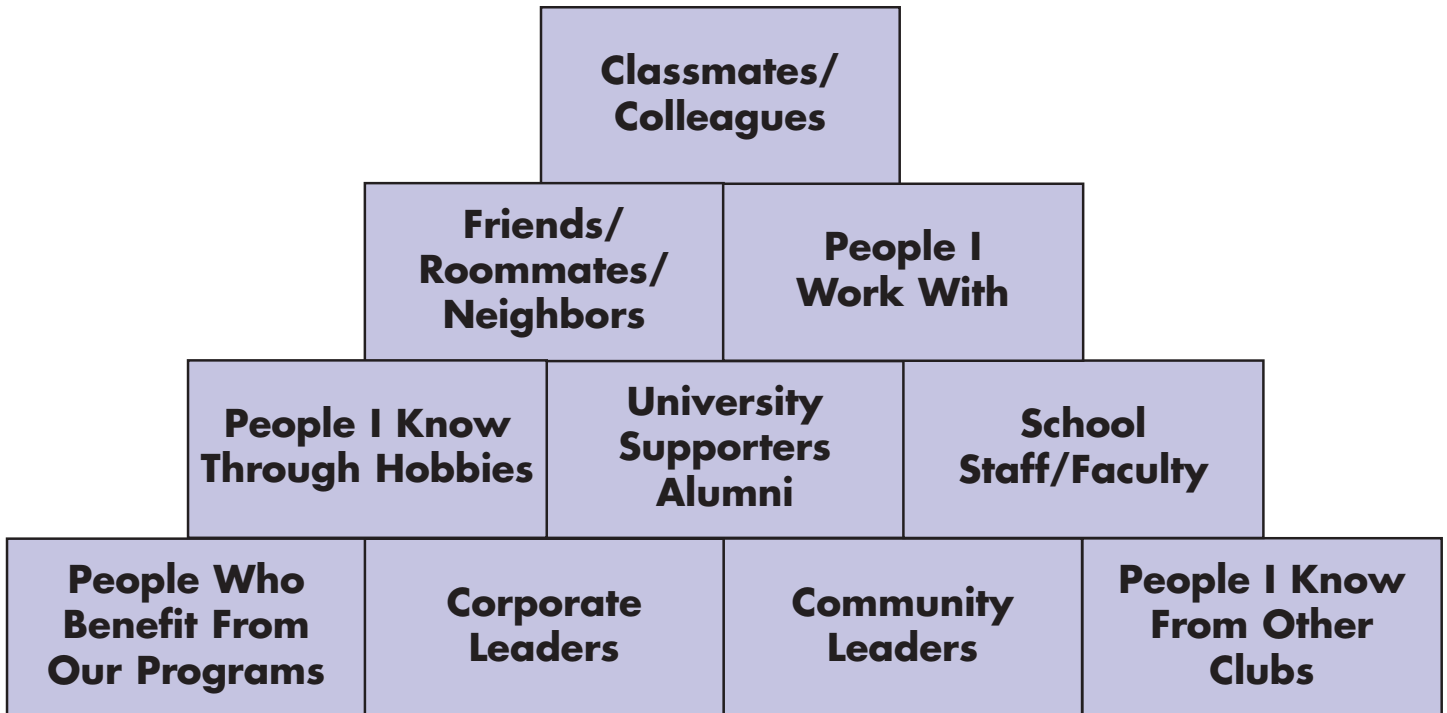 Classmates/
Colleagues
Friends/
Roommates/
Neighbors
People I
Work With
People I Know
Through Hobbies
University
Supporters
Alumni
School
Staff/Faculty
People Who
Benefit From
Our Programs
Corporate
Leaders
Community
Leaders
People I Know
From Other
Clubs